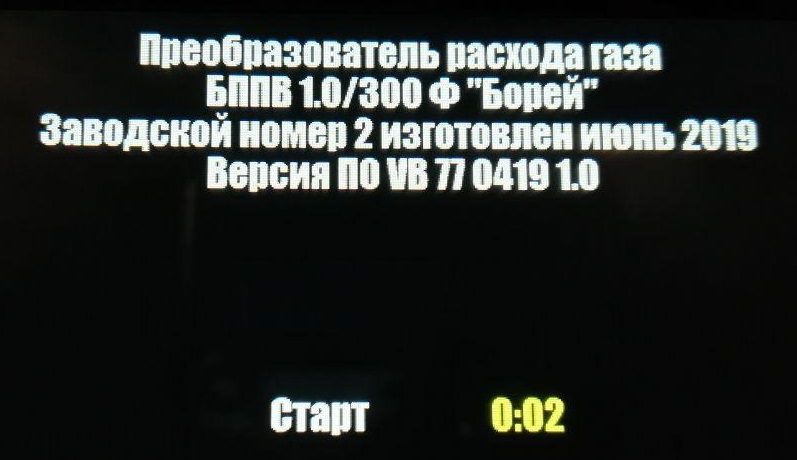 Преобразователь расхода газа
БППВ 1.0/300 Ф "Борей"
Заводской номер 2 изготовлен июнь 2019
Версия ПО VB 77 0419 1.0
Старт 0:02